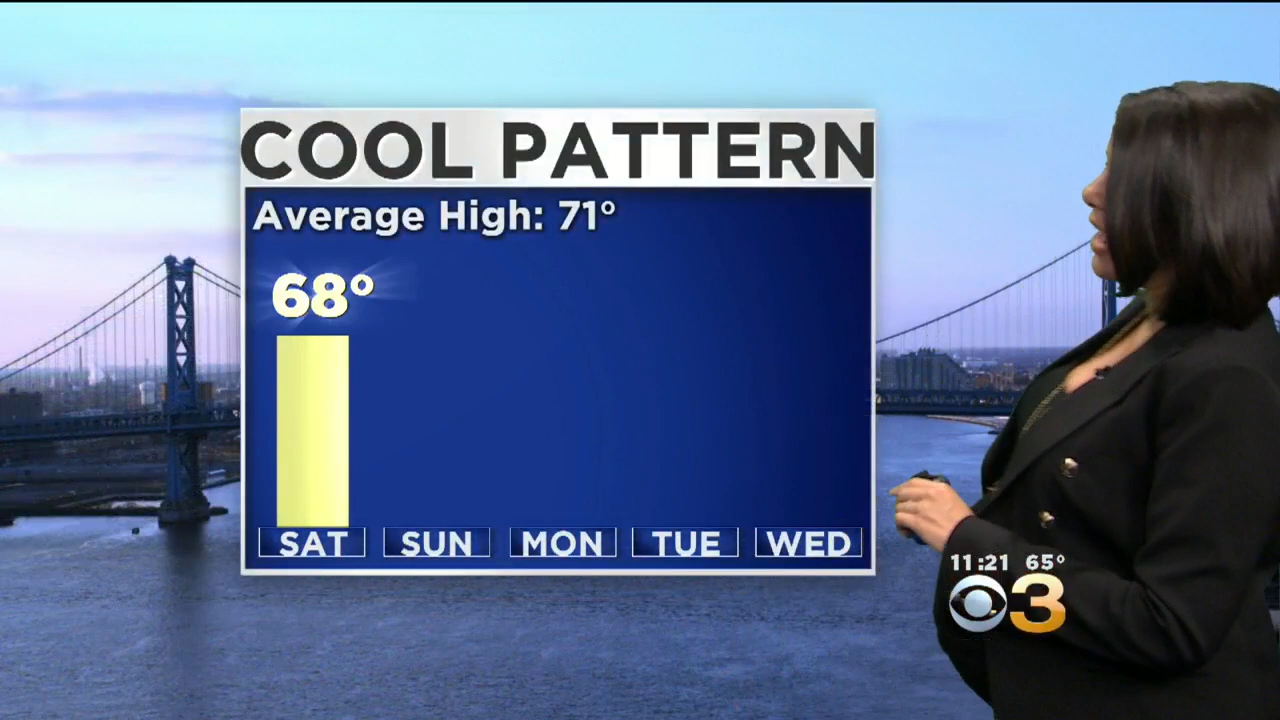 COOL PATTERN
Average High: 71°
68°
SAT SUN MON TUE WED
11:21 65°
3